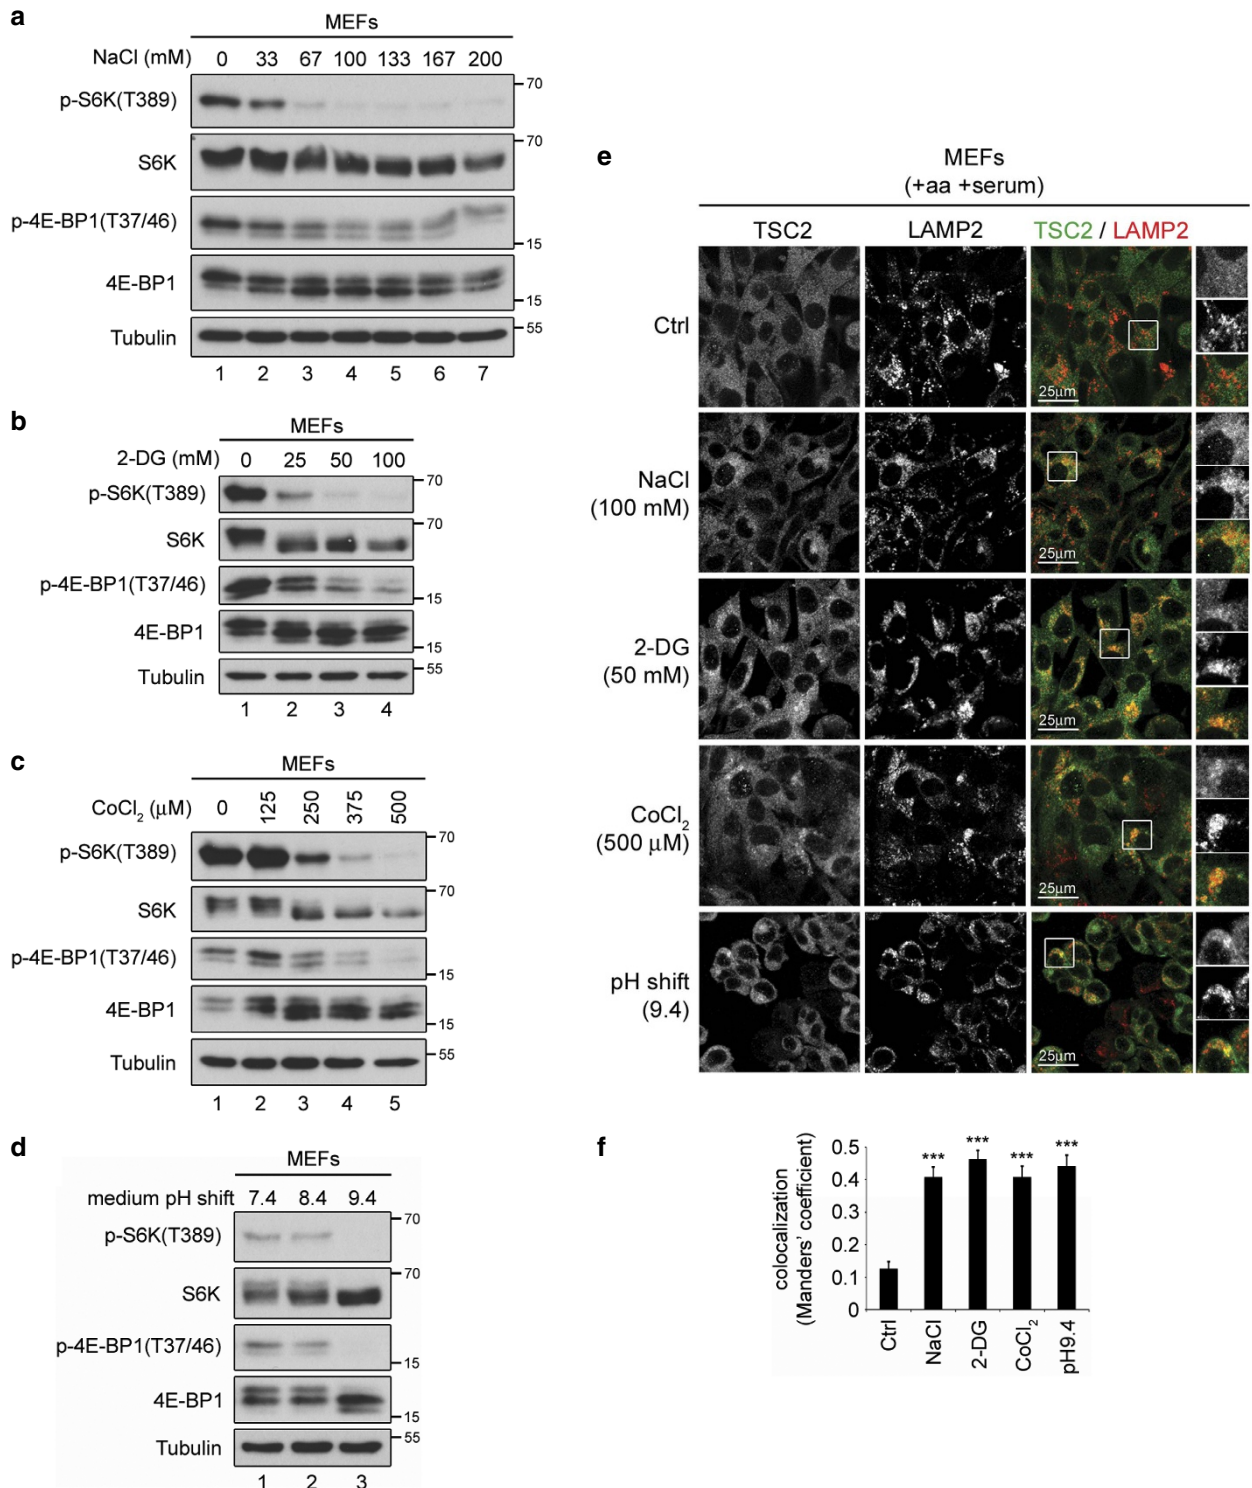 a
MEFs
NaCl (mM) 0 33 67 100 133 167 200
p-S6K(T389) 70
S6K 70
p-4E-BP1(T37/46) 15
4E-BP1 15
Tubulin 55
1 2 3 4 5 6 7
b
MEFs
2-DG (mM) 0 25 50 100
p-S6K(T389) 70
S6K 70
p-4E-BP1(T37/46) 15
4E-BP1 15
Tubulin 55
1 2 3 4
c
MEFs
CoCl2 (μM) 0 125 250 375 500
p-S6K(T389) 70
S6K 70
p-4E-BP1(T37/46) 15
4E-BP1 15
Tubulin 55
1 2 3 4 5
d
MEFs
medium pH shift 7.4 8.4 9.4
p-S6K(T389) 70
S6K 70
p-4E-BP1(T37/46) 15
4E-BP1 15
Tubulin 55
1 2 3
e
MEFs
(+aa +serum)
TSC2 LAMP2 TSC2 / LAMP2
Ctrl
25μm
NaCl
(100 mM)
25μm
2-DG
(50 mM)
25μm
CoCl2
(500 μM)
25μm
pH shift
(9.4)
25μm
f
colocalization
(Manders' coefficient)
0.5
0.4
0.3
0.2
0.1
0
*** *** *** ***
Ctrl NaCl 2-DG CoCl2 pH9.4